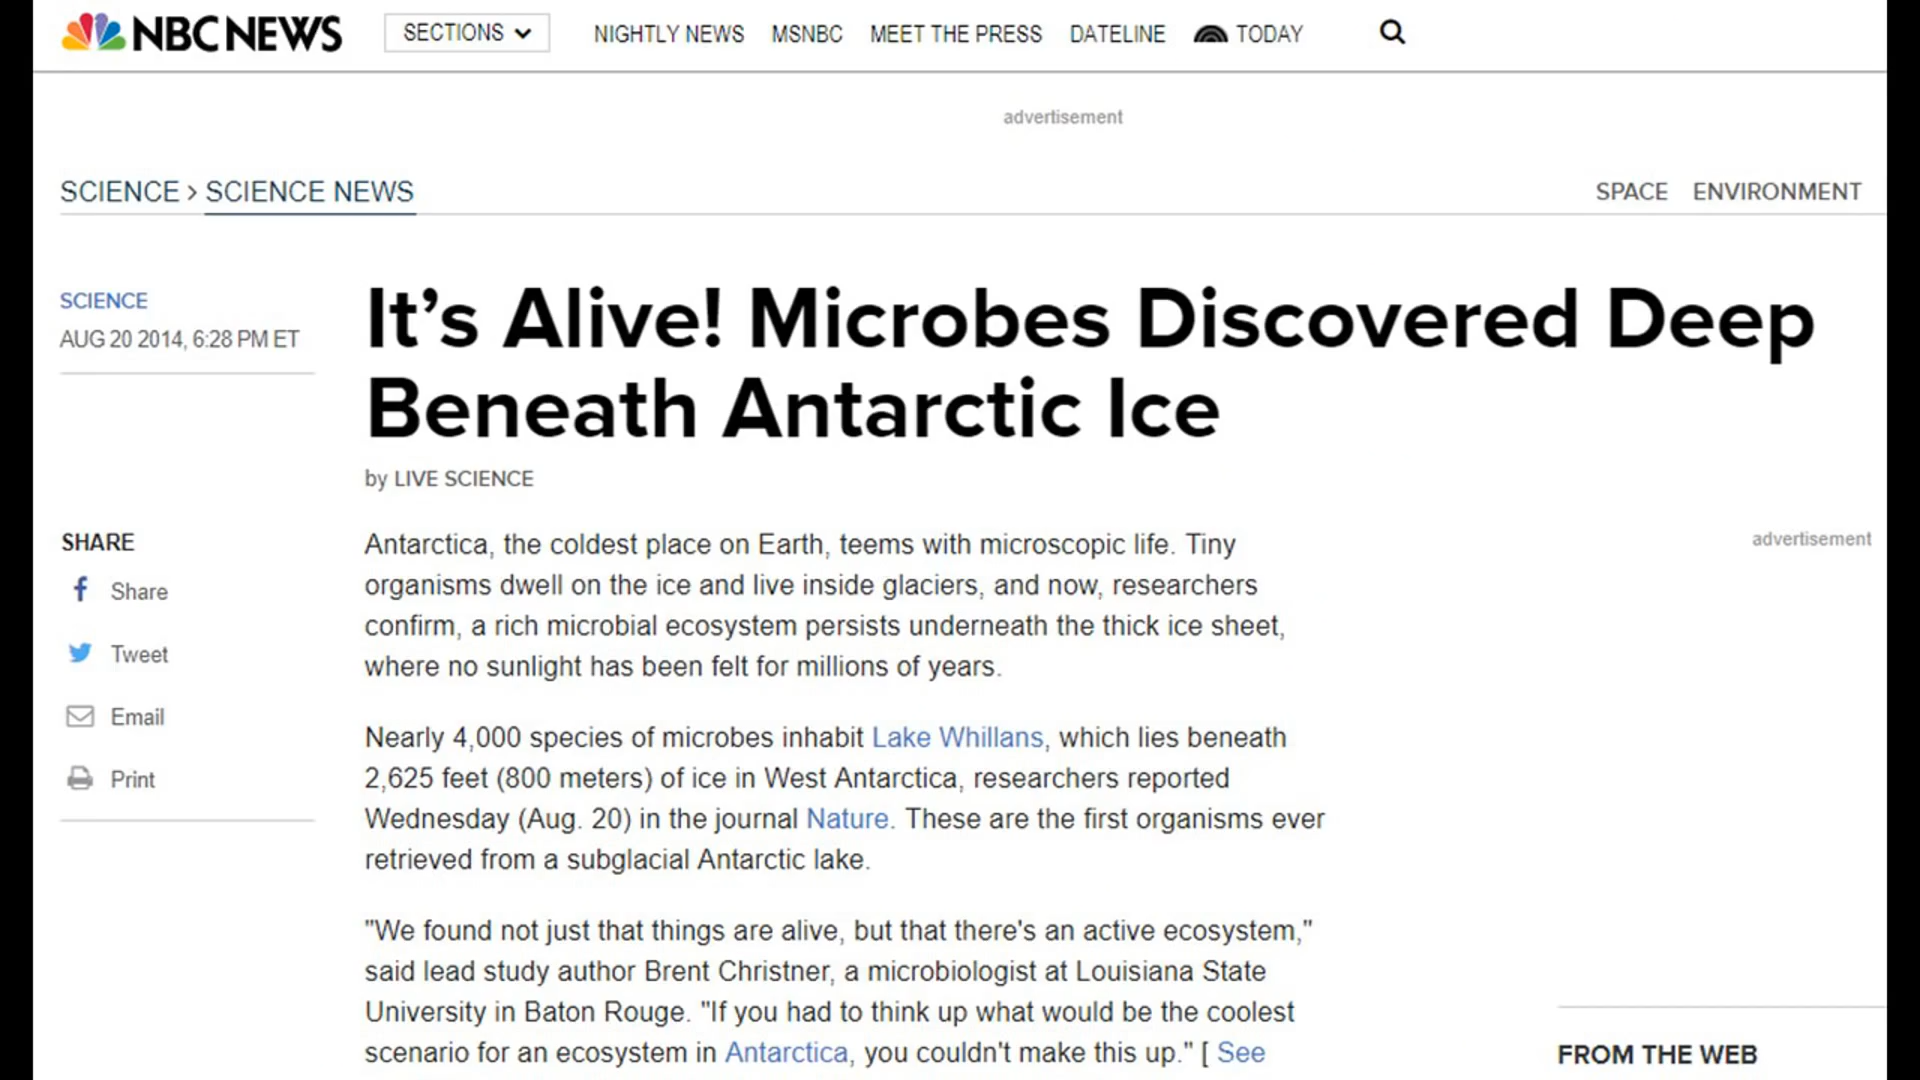 NBC NEWS
SECTIONS
NIGHTLY NEWS MSNBC MEET THE PRESS DATELINE TODAY
advertisement
SCIENCE > SCIENCE NEWS
SPACE ENVIRONMENT
SCIENCE
AUG 20 2014, 6:28 PM ET
It’s Alive! Microbes Discovered Deep
Beneath Antarctic Ice
by LIVE SCIENCE
SHARE
Share
Tweet
Email
Print
Antarctica, the coldest place on Earth, teems with microscopic life. Tiny
organisms dwell on the ice and live inside glaciers, and now, researchers
confirm, a rich microbial ecosystem persists underneath the thick ice sheet,
where no sunlight has been felt for millions of years.
Nearly 4,000 species of microbes inhabit Lake Whillans, which lies beneath
2,625 feet (800 meters) of ice in West Antarctica, researchers reported
Wednesday (Aug. 20) in the journal Nature. These are the first organisms ever
retrieved from a subglacial Antarctic lake.
"We found not just that things are alive, but that there's an active ecosystem,"
said lead study author Brent Christner, a microbiologist at Louisiana State
University in Baton Rouge. "If you had to think up what would be the coolest
scenario for an ecosystem in Antarctica, you couldn't make this up." [ See
advertisement
FROM THE WEB